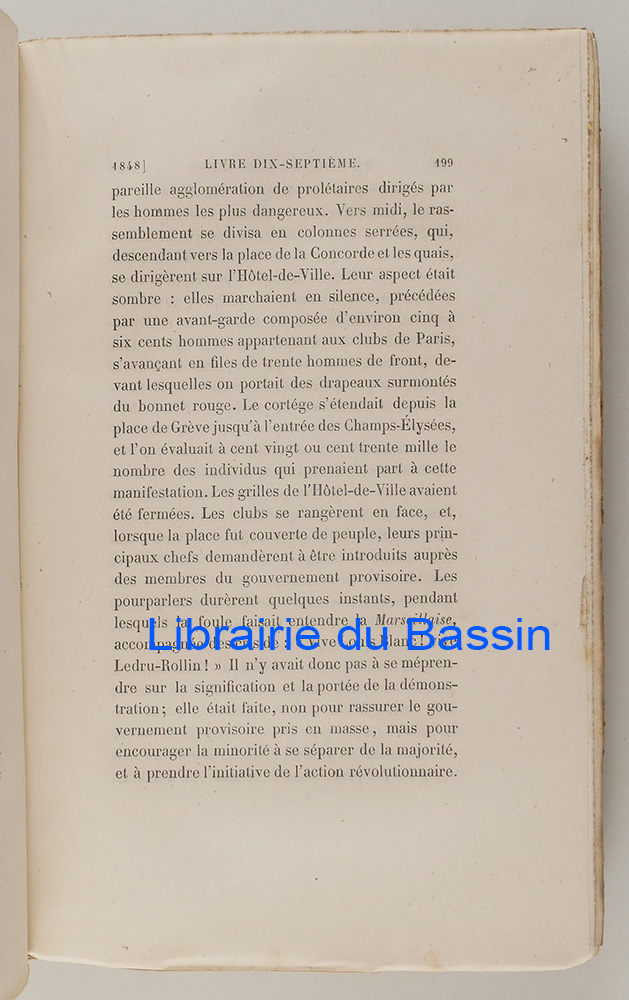 1848] LIVRE DIX-SEPTIÈME. 199
pareille agglomération de prolétaires dirigés par
les hommes les plus dangereux. Vers midi, le ras-
semblement se divisa en colonnes serrées, qui,
descendant vers la place de la Concorde et les quais,
se dirigèrent sur l'Hôtel-de-Ville. Leur aspect était
sombre : elles marchaient en silence, précédées
par une avant-garde composée d'environ cinq à
six cents hommes appartenant aux clubs de Paris,
s'avançant en files de trente hommes de front, de-
vant lesquelles on portait des drapeaux surmontés
du bonnet rouge. Le cortége s'étendait depuis la
place de Grève jusqu'à l'entrée des Champs-Élysées,
et l'on évaluait à cent vingt ou cent trente mille le
nombre des individus qui prenaient part à cette
manifestation. Les grilles de l'Hôtel-de-Ville avaient
été fermées. Les clubs se rangèrent en face, et,
lorsque la place fut couverte de peuple, leurs prin-
cipaux chefs demandèrent à être introduits auprès
des membres du gouvernement provisoire. Les
pourparlers durèrent quelques instants, pendant
lesquels la foule faisait entendre la Marseillaise,
Librairie du Bassin
accompagnée des cris de : « Vive Louis Blanc ! vive
Ledru-Rollin ! » Il n'y avait donc pas à se mépren-
dre sur la signification et la portée de la démons-
tration ; elle était faite, non pour rassurer le gou-
vernement provisoire pris en masse, mais pour
encourager la minorité à se séparer de la majorité,
et à prendre l'initiative de l'action révolutionnaire.